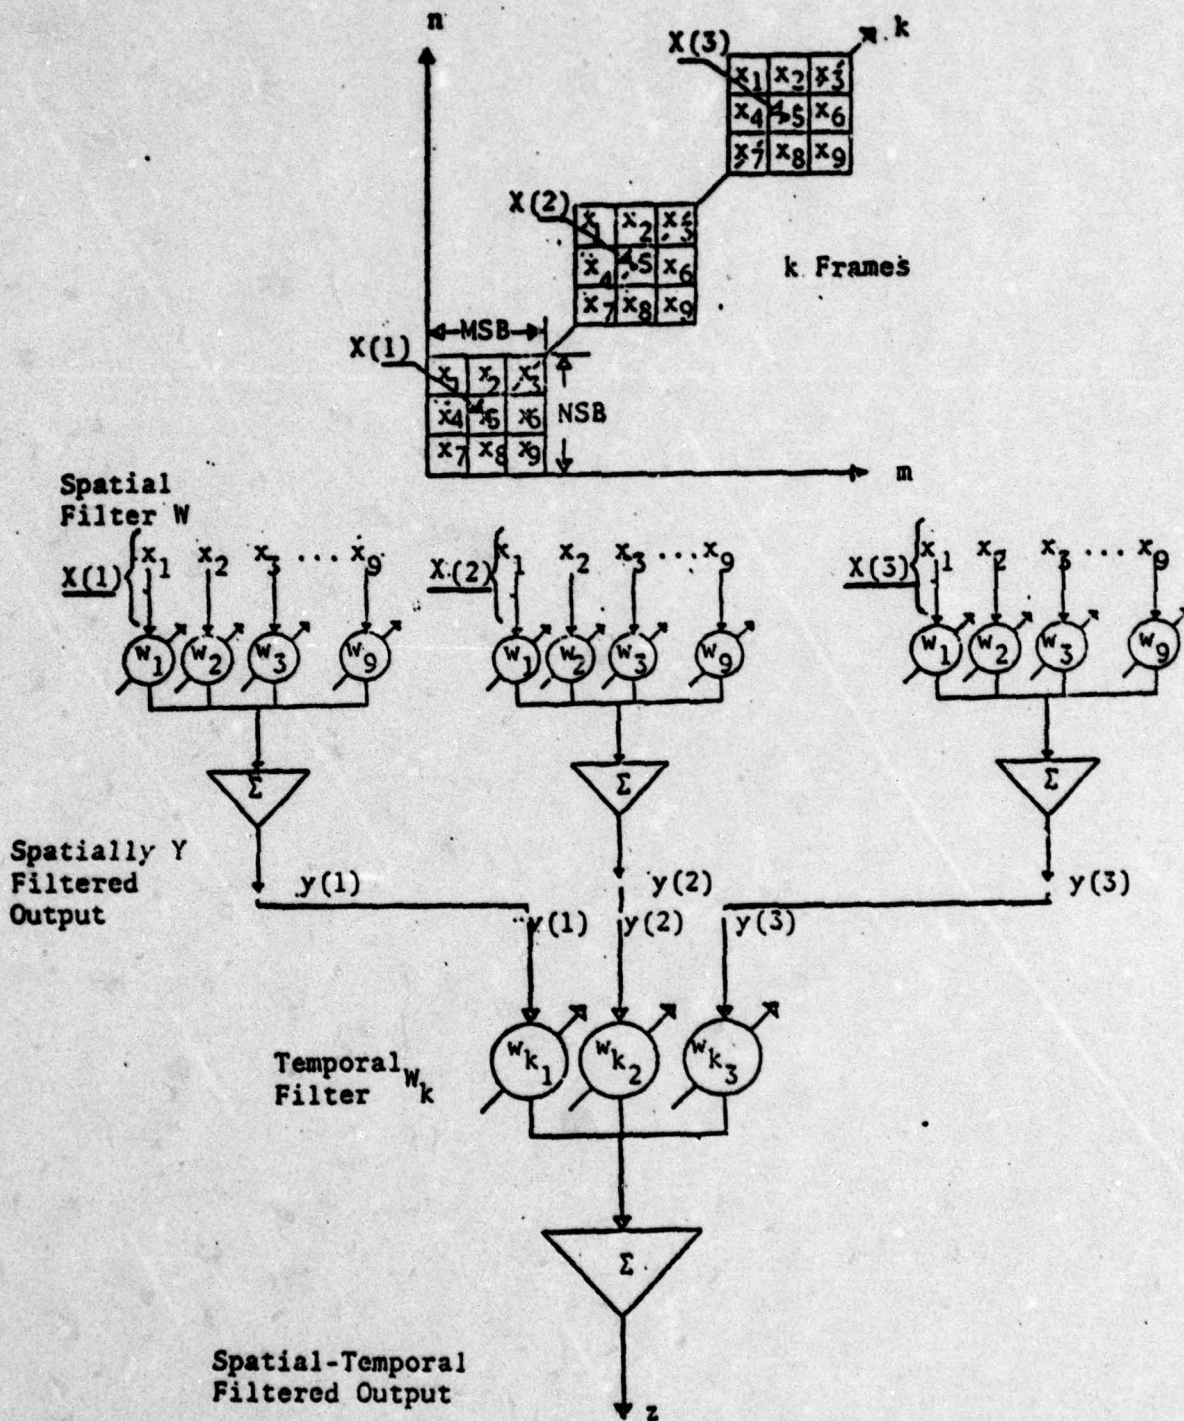 n
k
X(3)
x1 x2 x3
x4 x5 x6
x7 x8 x9
X(2)
x1 x2 x3
x4 x5 x6
x7 x8 x9
k Frames
MSB
X(1)
x1 x2 x3
x4 x5 x6
x7 x8 x9
NSB
m
Spatial
Filter W
X(1) { x1 x2 x3 ... x9
X(2) { x1 x2 x3 ... x9
X(3) { x1 x2 x3 ... x9
w1 w2 w3 w9
w1 w2 w3 w9
w1 w2 w3 w9
Σ
Σ
Σ
Spatially Y
Filtered
Output
y(1)
y(2)
y(3)
y(1) y(2) y(3)
Temporal Wk
Filter
wk1 wk2 wk3
Σ
Spatial-Temporal
Filtered Output
z